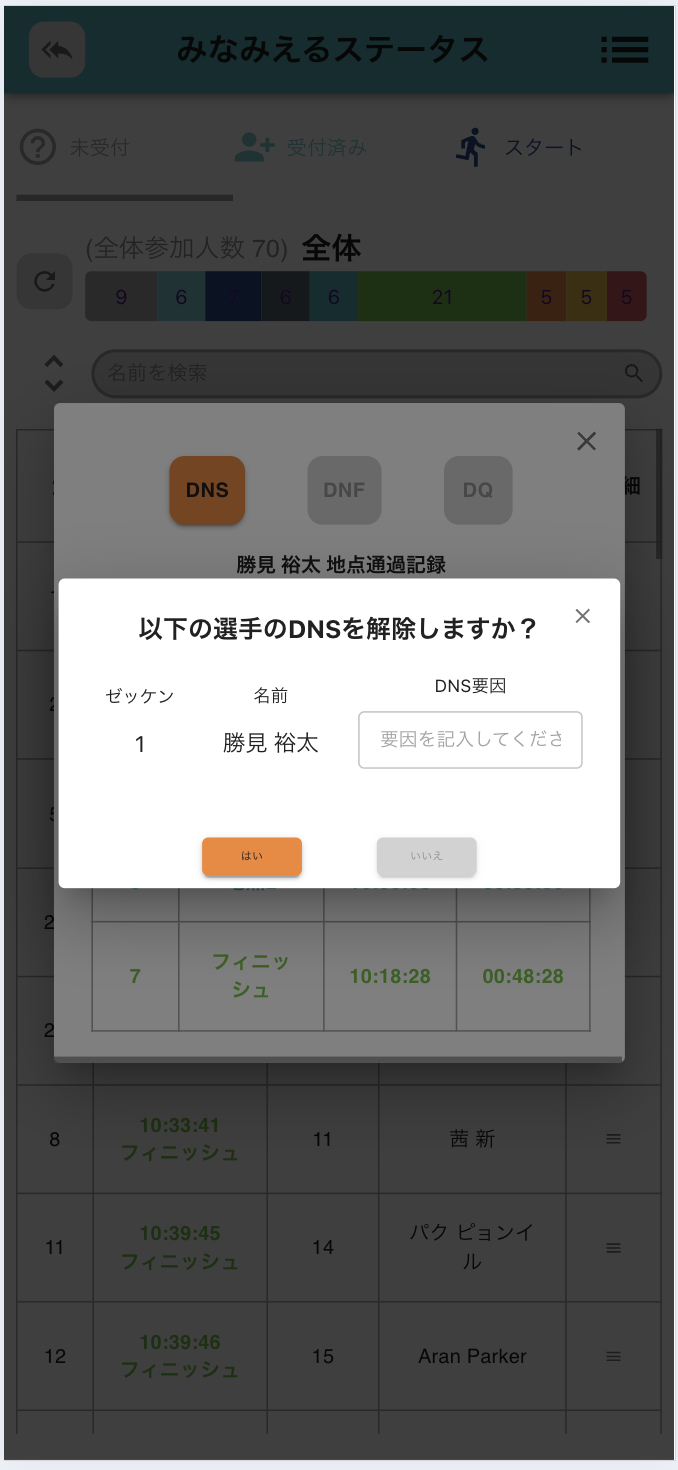 みなみえるステータス
未受付
受付済み
スタート
(全体参加人数 70) 全体
9 6 7 6 6 21 5 5 5
名前を検索
細
DNS DNF DQ
勝見 裕太 地点通過記録
以下の選手のDNSを解除しますか？
ゼッケン 名前 DNS要因
1 勝見 裕太 要因を記入してくださ
はい いいえ
7 フィニッ 10:18:28 00:48:28
シュ
8 10:33:41 11 茜 新
フィニッシュ
11 10:39:45 14 パク ピョンイ
フィニッシュ ル
12 10:39:46 15 Aran Parker
フィニッシュ